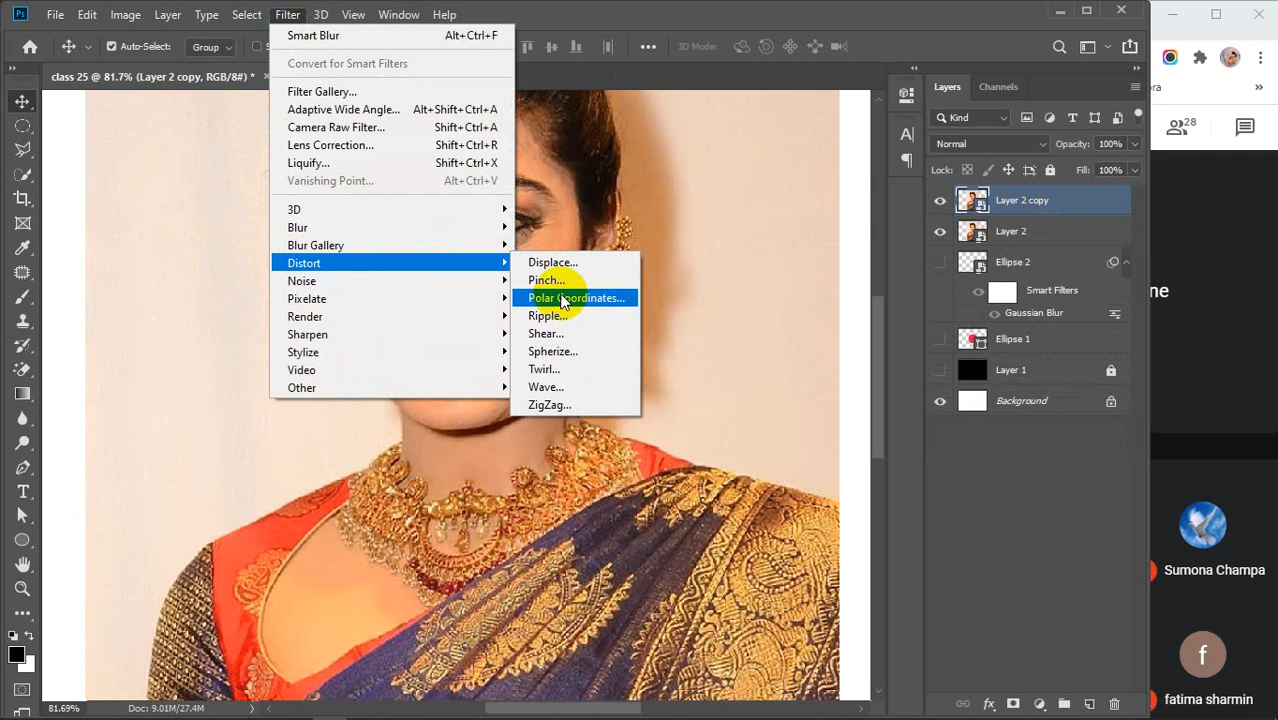 Ps File Edit Image Layer Type Select Filter 3D View Window Help
Auto-Select: Group 3D Mode:
class 25 @ 81.7% (Layer 2 copy, RGB/8#) *
Smart Blur Alt+Ctrl+F
Convert for Smart Filters
Filter Gallery...
Adaptive Wide Angle... Alt+Shift+Ctrl+A
Camera Raw Filter... Shift+Ctrl+A
Lens Correction... Shift+Ctrl+R
Liquify... Shift+Ctrl+X
Vanishing Point... Alt+Ctrl+V
3D
Blur
Blur Gallery
Distort
Noise
Pixelate
Render
Sharpen
Stylize
Video
Other
Displace...
Pinch...
Polar Coordinates...
Ripple...
Shear...
Spherize...
Twirl...
Wave...
ZigZag...
Layers Channels
Kind
Normal Opacity: 100%
Lock: Fill: 100%
Layer 2 copy
Layer 2
Ellipse 2
Smart Filters
Gaussian Blur
Ellipse 1
Layer 1
Background
fx
81.69% Doc: 9.01M/27.4M
ora
28
ne
Sumona Champa
f
fatima sharmin